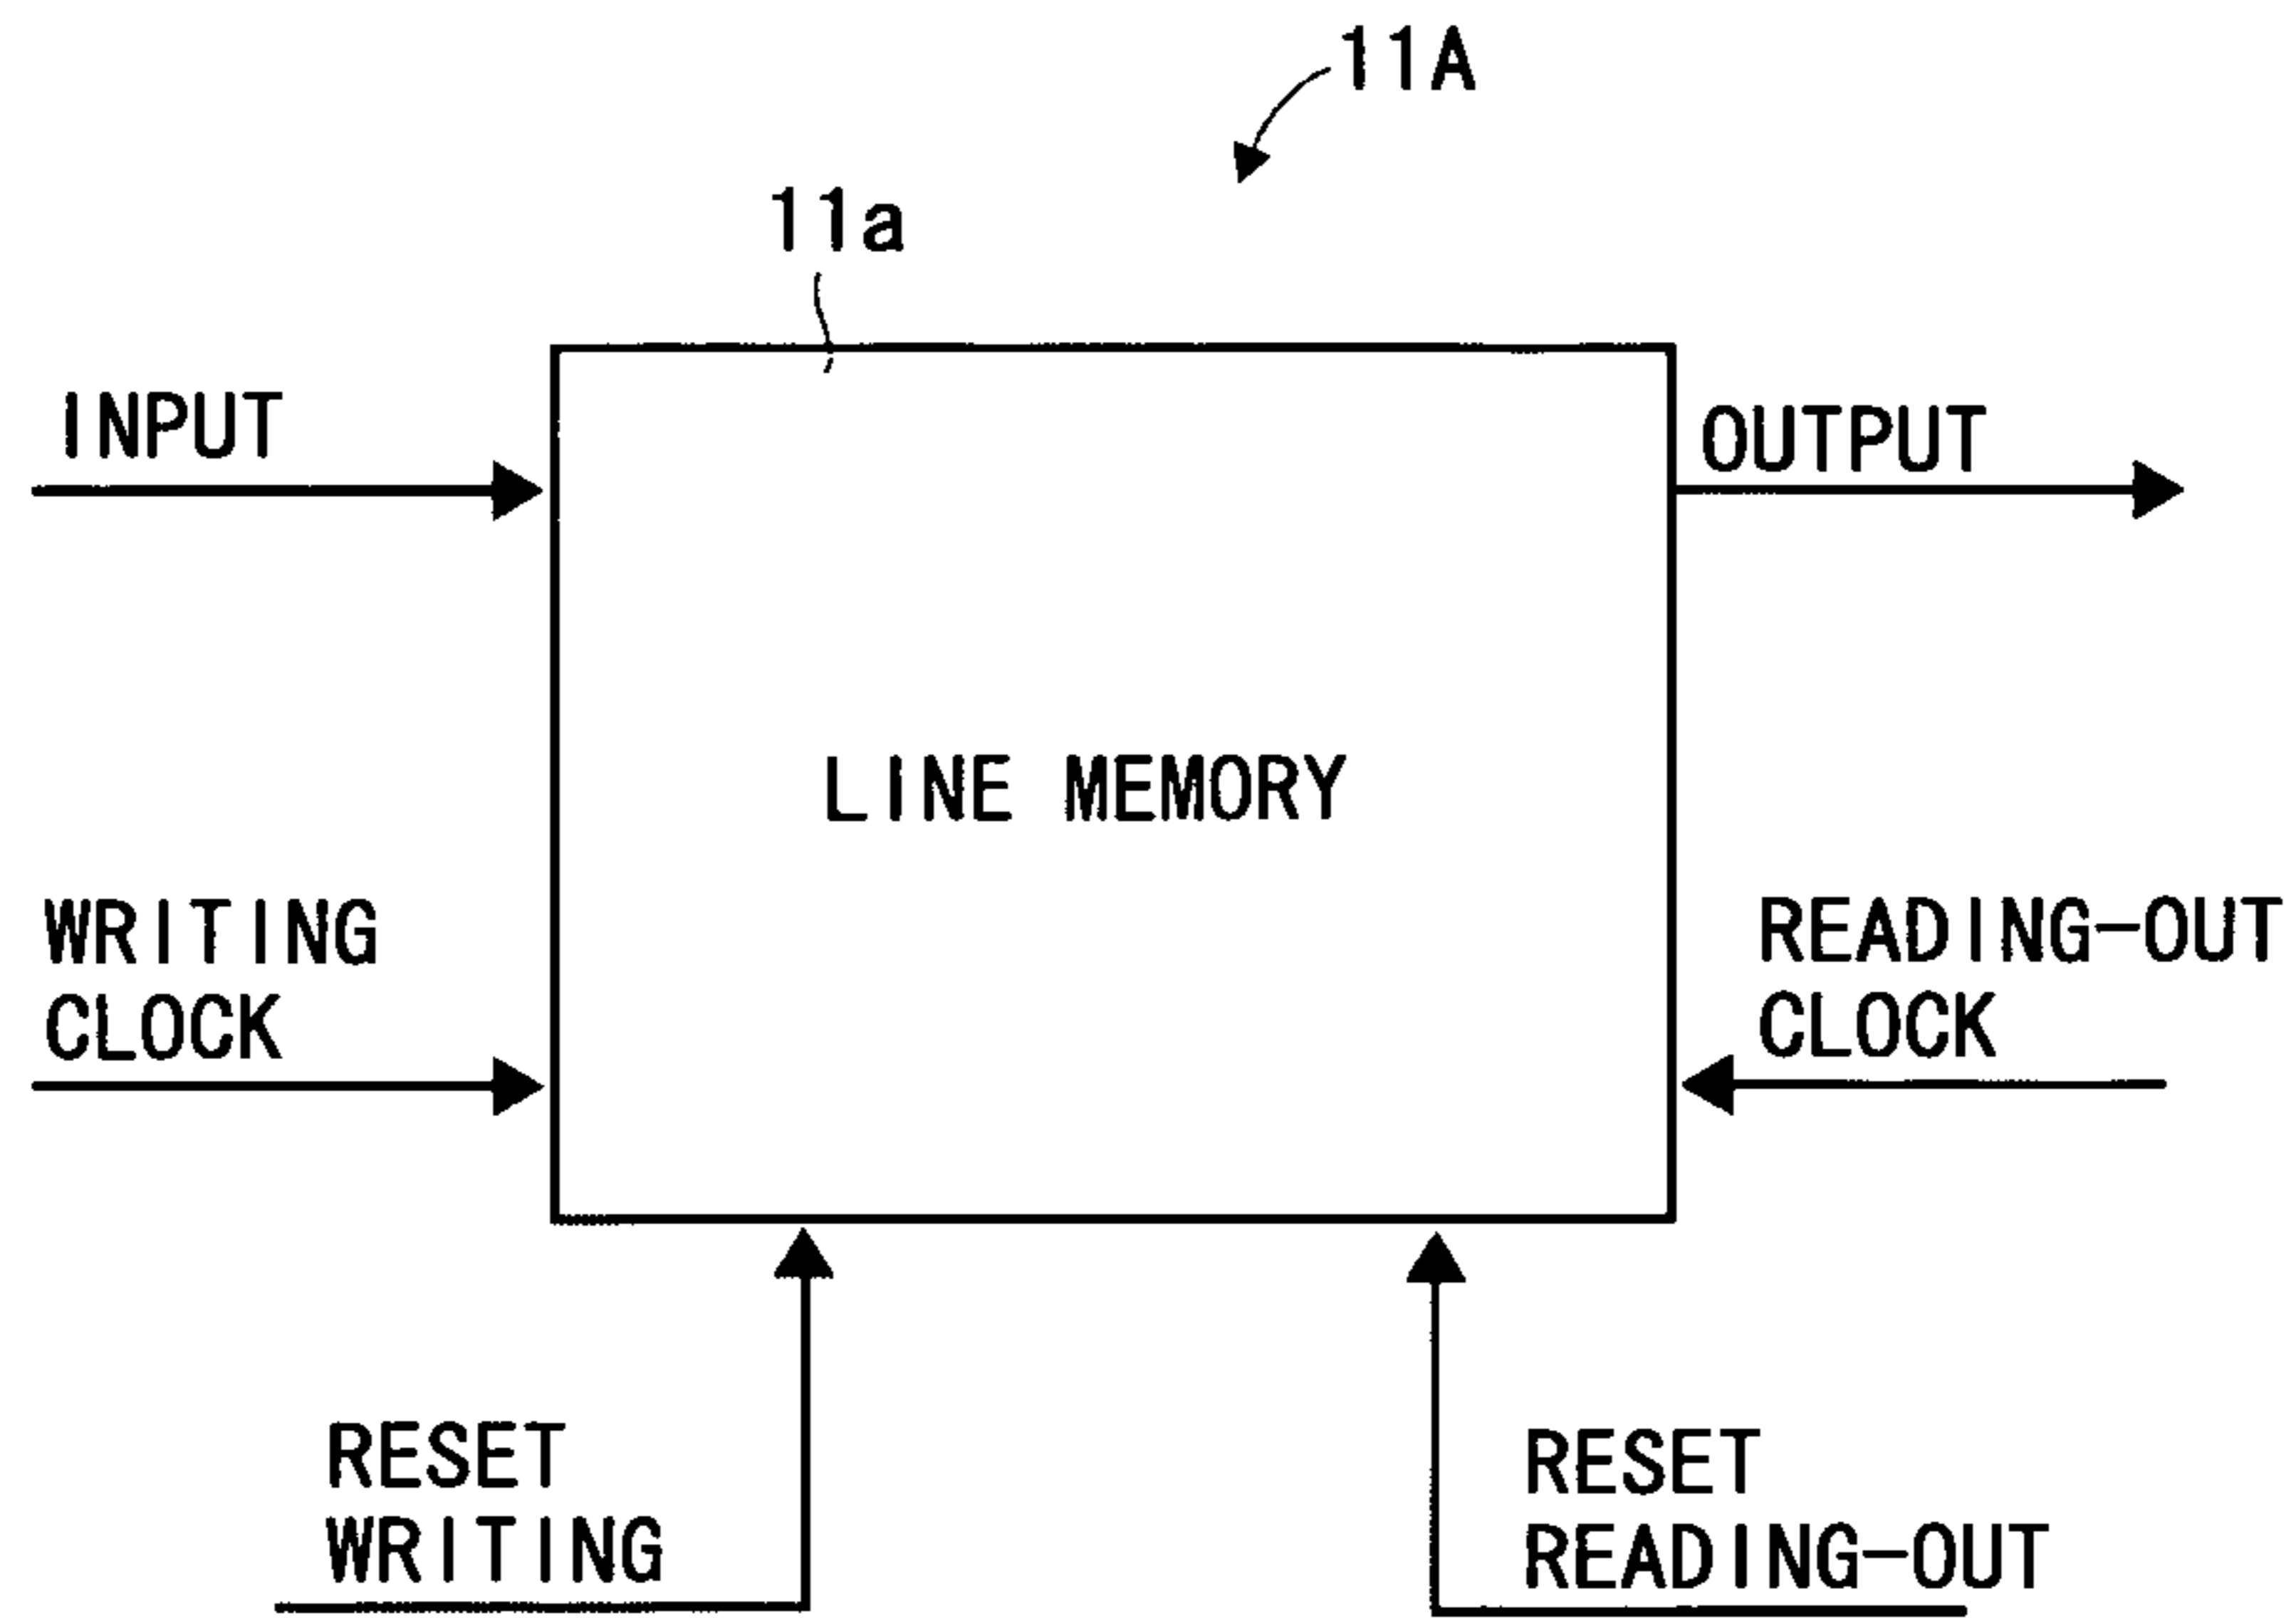 11A
11a
INPUT
OUTPUT
LINE MEMORY
WRITING
CLOCK
READING-OUT
CLOCK
RESET
WRITING
RESET
READING-OUT